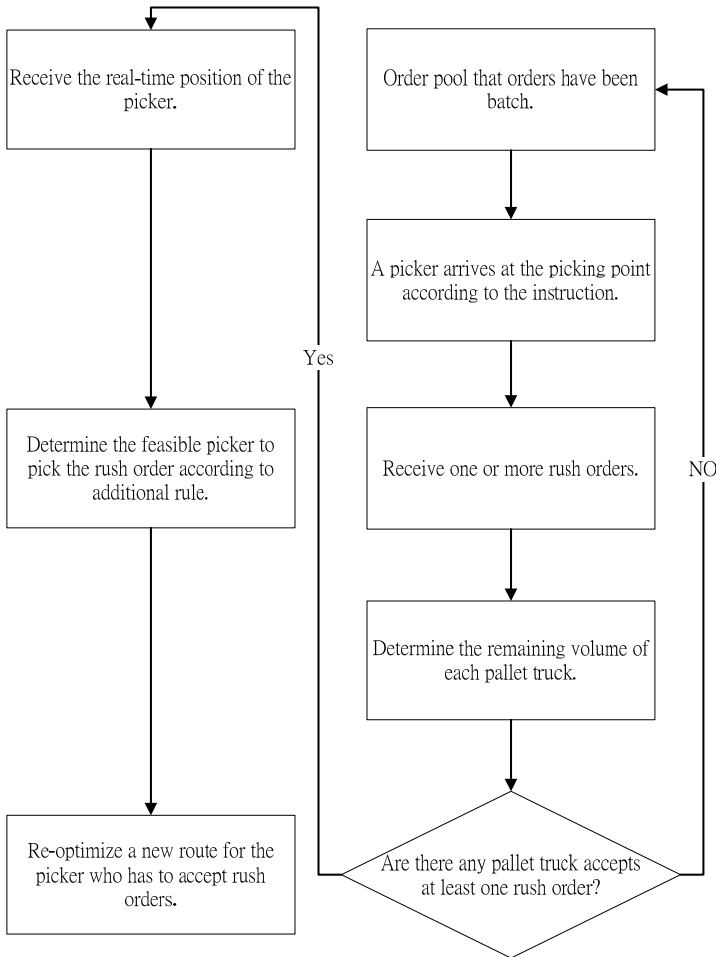 Receive the real-time position of the
picker.
Determine the feasible picker to
pick the rush order according to
additional rule.
Re-optimize a new route for the
picker who has to accept rush
orders.
Yes
Order pool that orders have been
batch.
A picker arrives at the picking point
according to the instruction.
Receive one or more rush orders.
Determine the remaining volume of
each pallet truck.
Are there any pallet truck accepts
at least one rush order?
NO